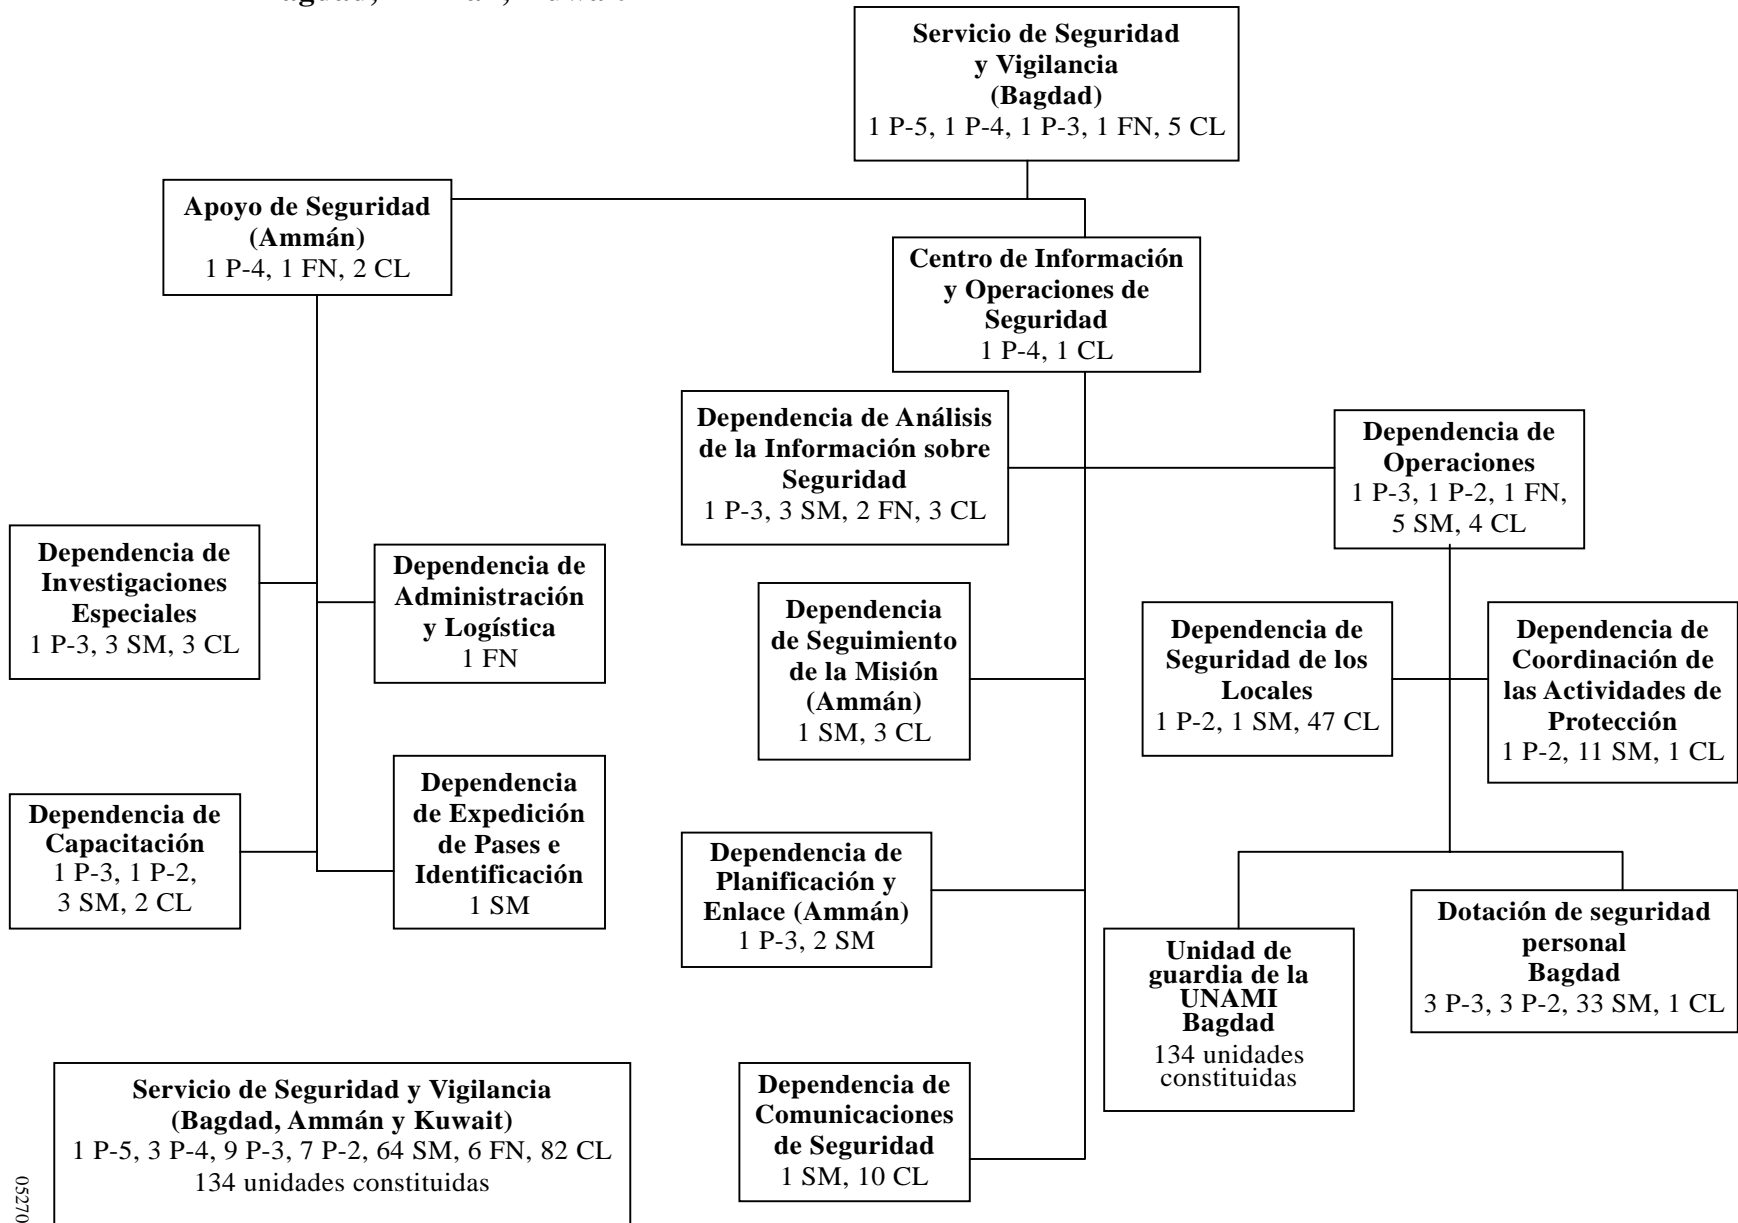 Servicio de Seguridad
y Vigilancia
(Bagdad)
1 P-5, 1 P-4, 1 P-3, 1 FN, 5 CL
Apoyo de Seguridad
(Ammán)
1 P-4, 1 FN, 2 CL
Centro de Información
y Operaciones de
Seguridad
1 P-4, 1 CL
Dependencia de Análisis
de la Información sobre
Seguridad
1 P-3, 3 SM, 2 FN, 3 CL
Dependencia de
Operaciones
1 P-3, 1 P-2, 1 FN,
5 SM, 4 CL
Dependencia de
Investigaciones
Especiales
1 P-3, 3 SM, 3 CL
Dependencia de
Administración
y Logística
1 FN
Dependencia
de Seguimiento
de la Misión
(Ammán)
1 SM, 3 CL
Dependencia de
Seguridad de los
Locales
1 P-2, 1 SM, 47 CL
Dependencia de
Coordinación de
las Actividades de
Protección
1 P-2, 11 SM, 1 CL
Dependencia de
Capacitación
1 P-3, 1 P-2,
3 SM, 2 CL
Dependencia
de Expedición
de Pases e
Identificación
1 SM
Dependencia de
Planificación y
Enlace (Ammán)
1 P-3, 2 SM
Unidad de
guardia de la
UNAMI
Bagdad
134 unidades
constituidas
Dotación de seguridad
personal
Bagdad
3 P-3, 3 P-2, 33 SM, 1 CL
Servicio de Seguridad y Vigilancia
(Bagdad, Ammán y Kuwait)
1 P-5, 3 P-4, 9 P-3, 7 P-2, 64 SM, 6 FN, 82 CL
134 unidades constituidas
Dependencia de
Comunicaciones
de Seguridad
1 SM, 10 CL
05270